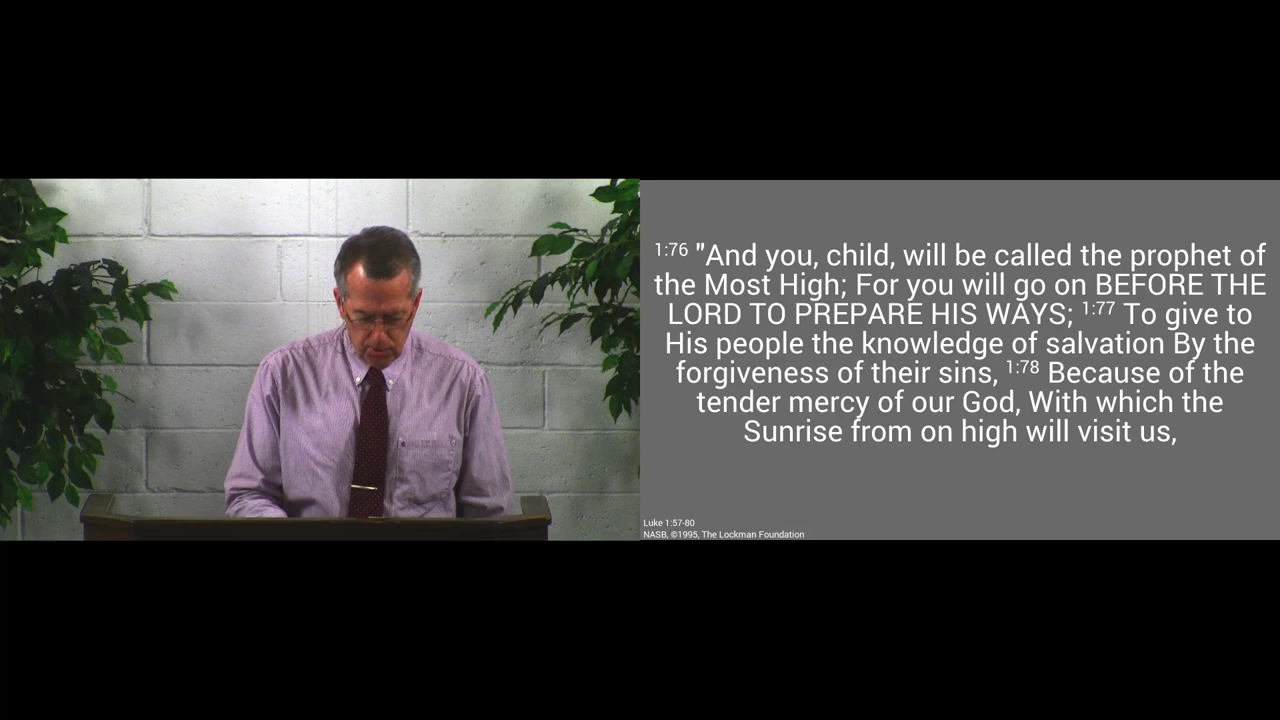 1:76 "And you, child, will be called the prophet of
the Most High; For you will go on BEFORE THE
LORD TO PREPARE HIS WAYS; 1:77 To give to
His people the knowledge of salvation By the
forgiveness of their sins, 1:78 Because of the
tender mercy of our God, With which the
Sunrise from on high will visit us,
Luke 1:57-80
NASB, ©1995, The Lockman Foundation